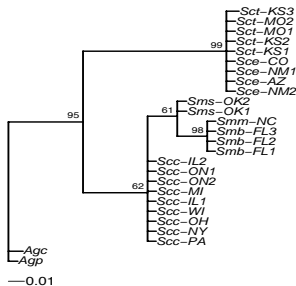 Sct-KS3
Sct-MO2
Sct-MO1
Sct-KS2
Sct-KS1
99
Sce-CO
Sce-NM1
Sce-AZ
Sce-NM2
Sms-OK2
61
Sms-OK1
95
Smm-NC
98
Smb-FL3
Smb-FL2
Smb-FL1
Scc-IL2
Scc-ON1
62
Scc-ON2
Scc-MI
Scc-IL1
Scc-WI
Scc-OH
Scc-NY
Scc-PA
Agc
Agp
0.01